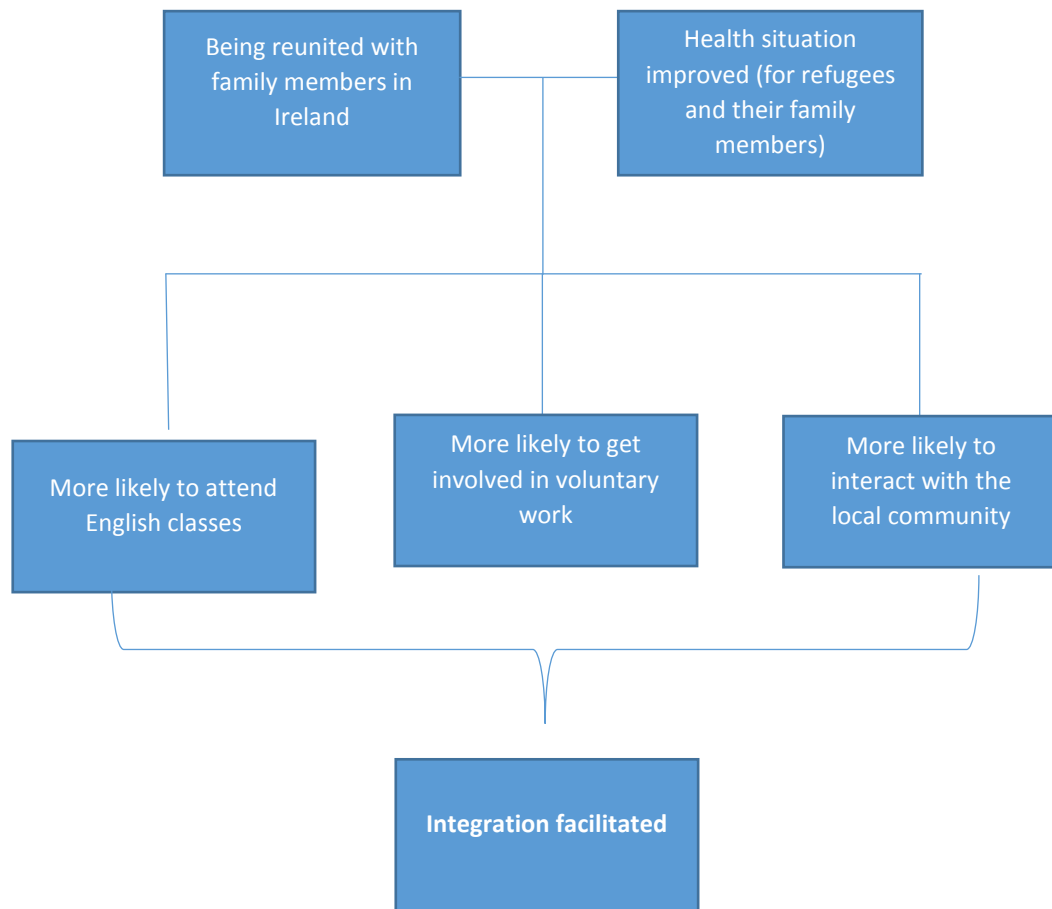 Being reunited with
family members in
Ireland
Health situation
improved (for refugees
and their family
members)
More likely to attend
English classes
More likely to get
involved in voluntary
work
More likely to
interact with the
local community
Integration facilitated